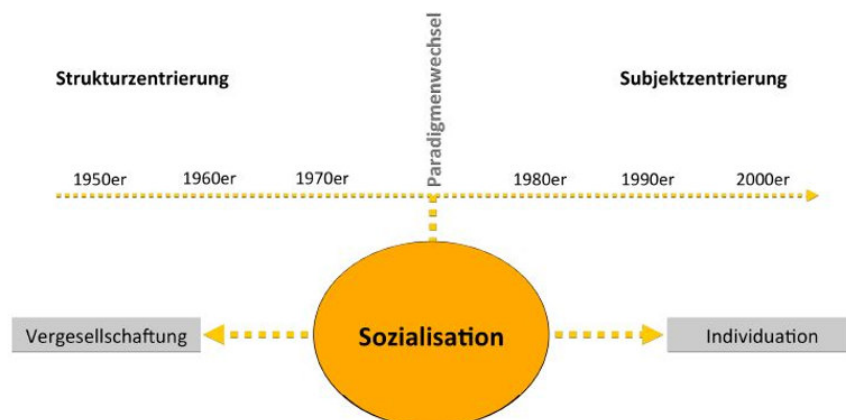 Paradigmenwechsel
Strukturzentrierung
Subjektzentrierung
1950er
1960er
1970er
1980er
1990er
2000er
Vergesellschaftung
Sozialisation
Individuation